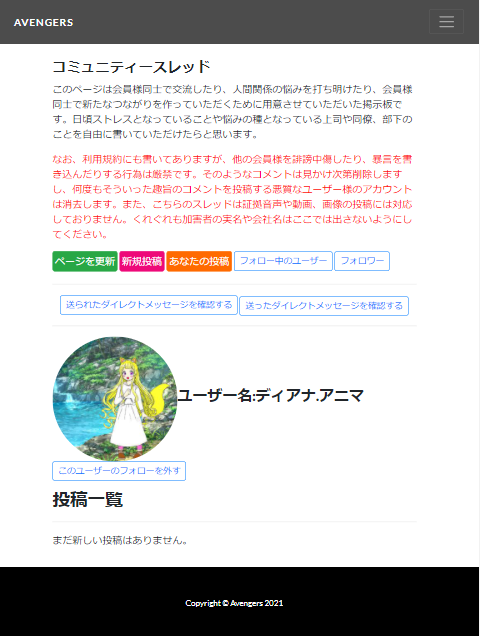 AVENGERS
コミュニティースレッド
このページは会員様同士で交流したり、人間関係の悩みを打ち明けたり、会員
様同士で新たなつながりを作っていただくために用意させていただいた掲示板で
す。日頃ストレスとなっていることや悩みの種となっている上司や同僚、部下の
ことを自由に書いていただけたらと思います。
なお、利用規約にも書いてありますが、他の会員様を誹謗中傷したり、暴言を書
き込んだりする行為は厳禁です。そのようなコメントは見かけ次第削除します
し、何度もそういった趣旨のコメントを投稿する悪質なユーザー様のアカウント
は消去します。また、こちらのスレッドは証拠音声や動画、画像の投稿には対応
しておりません。くれぐれも加害者の実名や会社名はここでは出さないようにし
てください。
ページを更新 新規投稿 あなたの投稿 フォロー中のユーザー フォロワー
送られたダイレクトメッセージを確認する 送ったダイレクトメッセージを確認する
ユーザー名:ディアナ.アニマ
このユーザーのフォローを外す
投稿一覧
まだ新しい投稿はありません。
Copyright © Avengers 2021